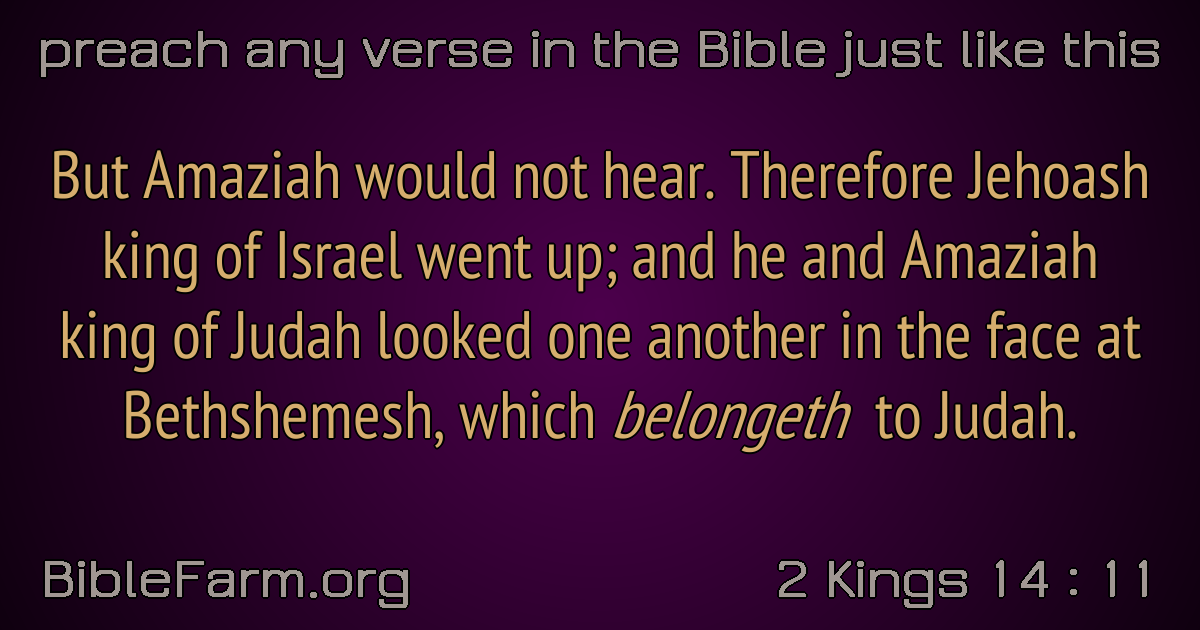 preach any verse in the Bible just like this
But Amaziah would not hear. Therefore Jehoash
king of Israel went up; and he and Amaziah
king of Judah looked one another in the face at
Bethshemesh, which belongeth to Judah.
BibleFarm.org
2 Kings 14 : 11